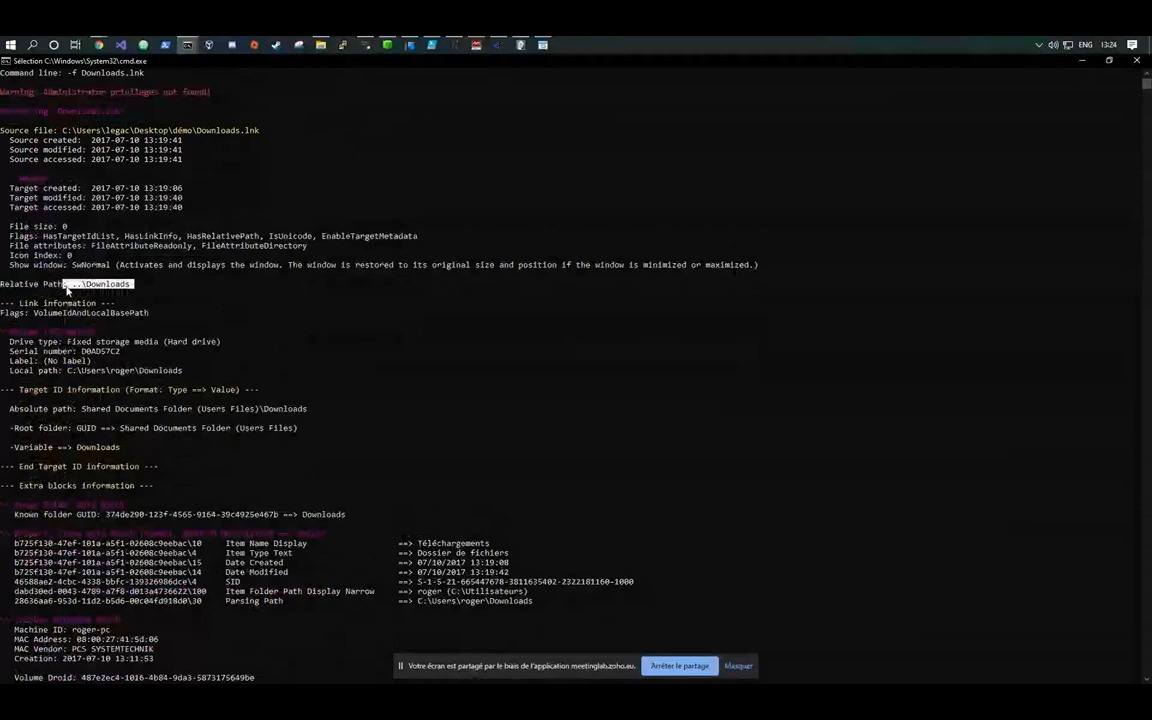 ENG
13:24
Sélection C:\Windows\System32\cmd.exe
Command line: -f Downloads.lnk
Warning: Administrator privileges not found!
Downloads.lnk
Source file: C:\Users\legac\Desktop\démo\Downloads.lnk
Source created: 2017-07-10 13:19:41
Source modified: 2017-07-10 13:19:41
Source accessed: 2017-07-10 13:19:41
Target created: 2017-07-10 13:19:06
Target modified: 2017-07-10 13:19:40
Target accessed: 2017-07-10 13:19:40
File size: 0
Flags: HasTargetIdList, HasLinkInfo, HasRelativePath, IsUnicode, EnableTargetMetadata
File attributes: FileAttributeReadonly, FileAttributeDirectory
Icon index: 0
Show window: SwNormal (Activates and displays the window. The window is restored to its original size and position if the window is minimized or maximized.)
Relative Path: ..\Downloads
--- Link information ---
Flags: VolumeIdAndLocalBasePath
Drive type: Fixed storage media (Hard drive)
Serial number: D0AD57C2
Label: (No label)
Local path: C:\Users\roger\Downloads
--- Target ID information (Format: Type ==> Value) ---
Absolute path: Shared Documents Folder (Users Files)\Downloads
-Root folder: GUID ==> Shared Documents Folder (Users Files)
-Variable ==> Downloads
--- End Target ID information ---
--- Extra blocks information ---
Known folder GUID: 374de290-123f-4565-9164-39c4925e467b ==> Downloads
b725f130-47ef-101a-a5f1-02608c9eebac\10 Item Name Display ==> Téléchargements
b725f130-47ef-101a-a5f1-02608c9eebac\4 Item Type Text ==> Dossier de fichiers
b725f130-47ef-101a-a5f1-02608c9eebac\15 Date Created ==> 07/10/2017 13:19:08
b725f130-47ef-101a-a5f1-02608c9eebac\14 Date Modified ==> 07/10/2017 13:19:42
46588ae2-4cbc-4338-bbfc-139326986dce\4 SID ==> S-1-5-21-665447678-3811635402-2322181160-1000
dabd30ed-0043-4789-a7f8-d013a4736622\100 Item Folder Path Display Narrow ==> roger (C:\Utilisateurs)
28636aa6-953d-11d2-b5d6-00c04fd918d0\30 Parsing Path ==> C:\Users\roger\Downloads
Machine ID: roger-pc
MAC Address: 08:00:27:41:5d:06
MAC Vendor: PCS SYSTEMTECHNIK
Creation: 2017-07-10 13:11:53
Volume Droid: 487e2ec4-1016-4b84-9da3-5873175649be
Votre écran est partagé par le biais de l'application meetinglab.zoho.eu.
Arrêter le partage
Masquer